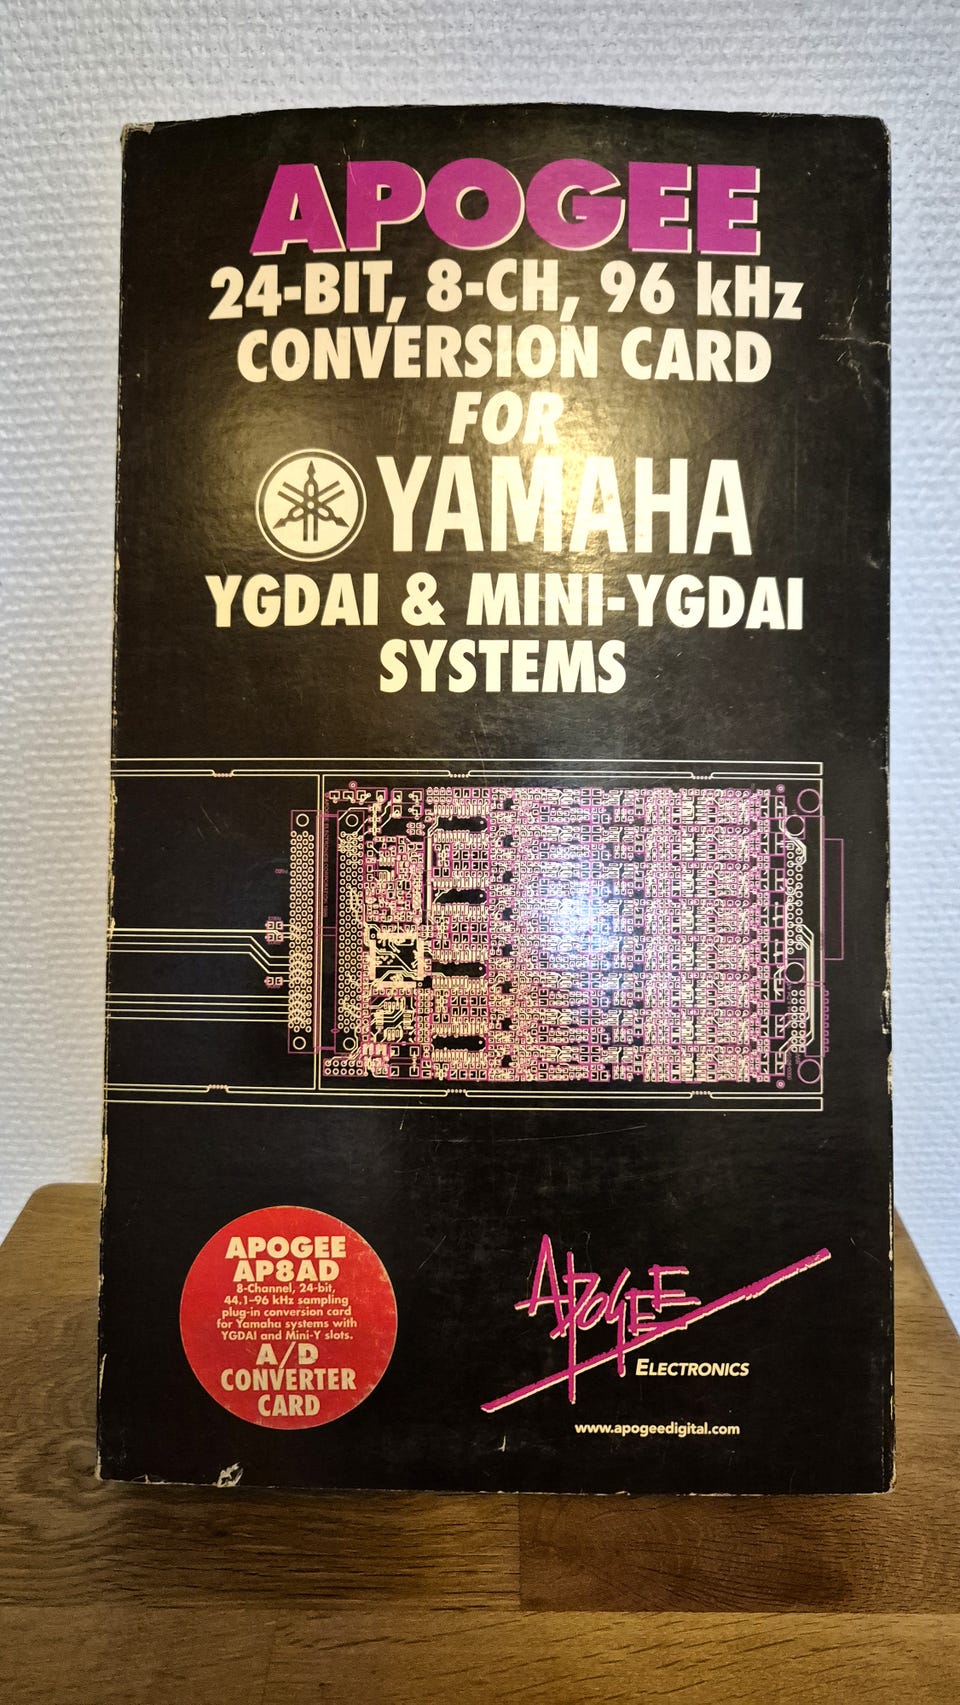 APOGEE
24-BIT, 8-CH, 96 kHz
CONVERSION CARD
FOR
YAMAHA
YGDAI & MINI-YGDAI
SYSTEMS
APOGEE
AP8AD
8-Channel, 24-bit,
44.1–96 kHz sampling
plug-in conversion card
for Yamaha systems with
YGDAI and Mini-Y slots.
A/D
CONVERTER
CARD
APOGEE
ELECTRONICS
www.apogeedigital.com